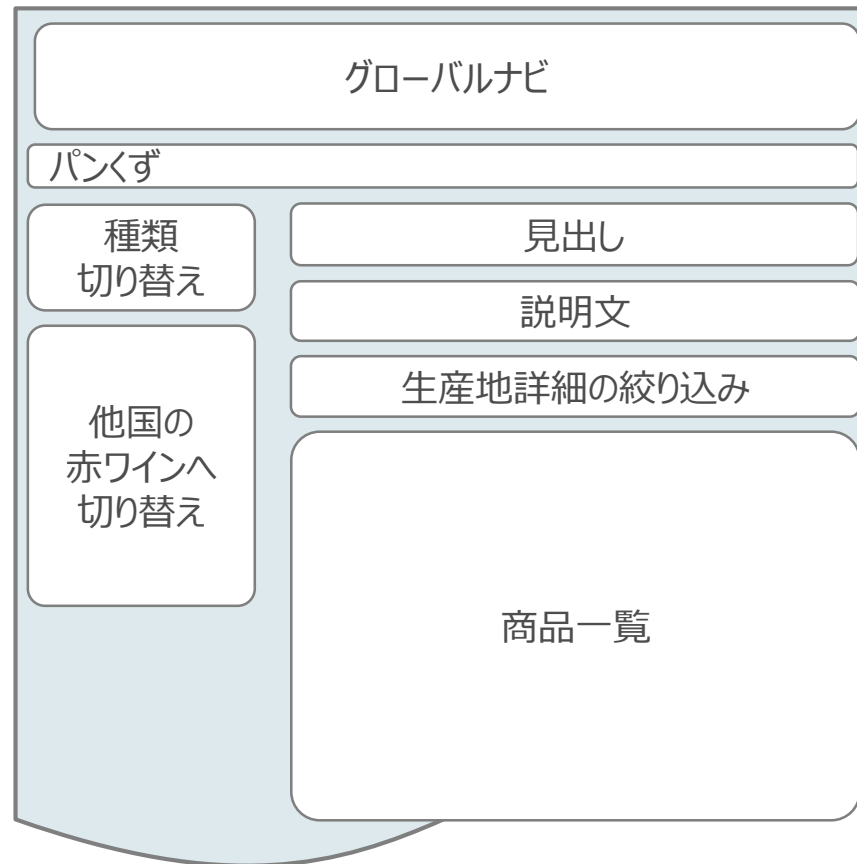 グローバルナビ
パンくず
種類
切り替え
他国の
赤ワインへ
切り替え
見出し
説明文
生産地詳細の絞り込み
商品一覧